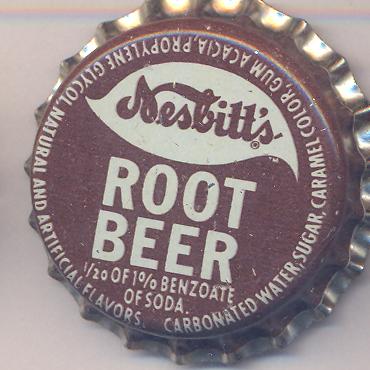 Nesbitt's
®
ROOT
BEER
1/20 OF 1% BENZOATE
OF SODA.
CARBONATED WATER, SUGAR, CARAMEL COLOR, GUM ACACIA, PROPYLENE GLYCOL, NATURAL AND ARTIFICIAL FLAVORS.